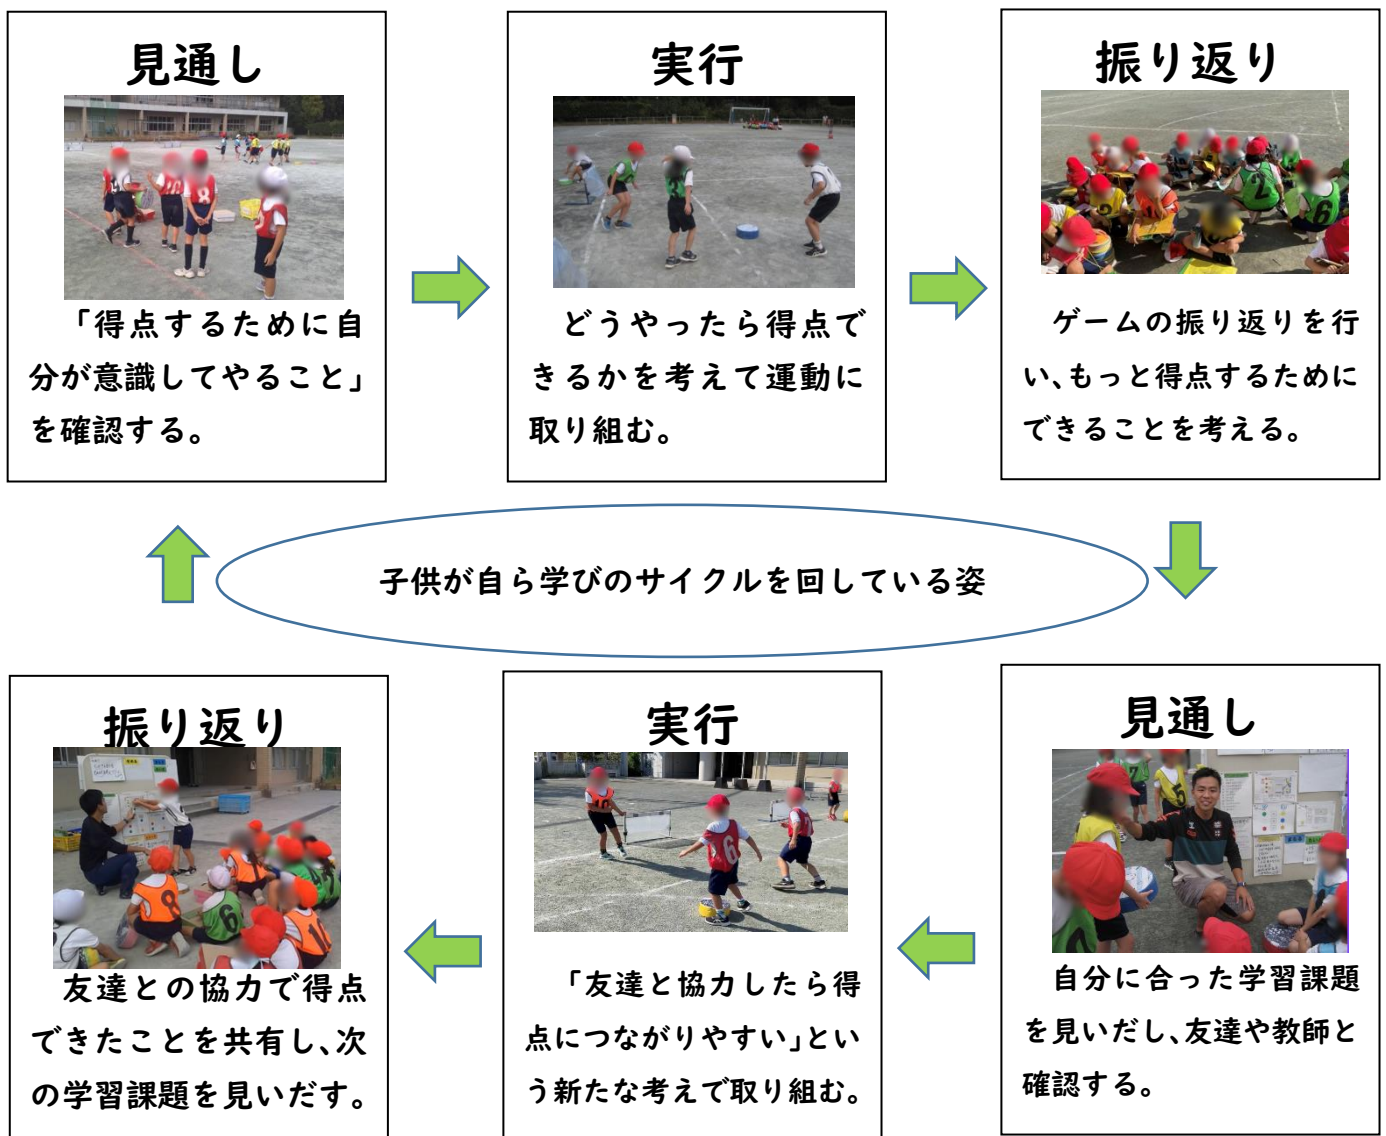 見通し
「得点するために自
分が意識してやること」
を確認する。
実行
どうやったら得点で
きるかを考えて運動に
取り組む。
振り返り
ゲームの振り返りを行
い、もっと得点するために
できることを考える。
子供が自ら学びのサイクルを回している姿
見通し
自分に合った学習課題
を見いだし、友達や教師と
確認する。
実行
「友達と協力したら得
点につながりやすい」とい
う新たな考えで取り組む。
振り返り
友達との協力で得点
できたことを共有し、次
の学習課題を見いだす。